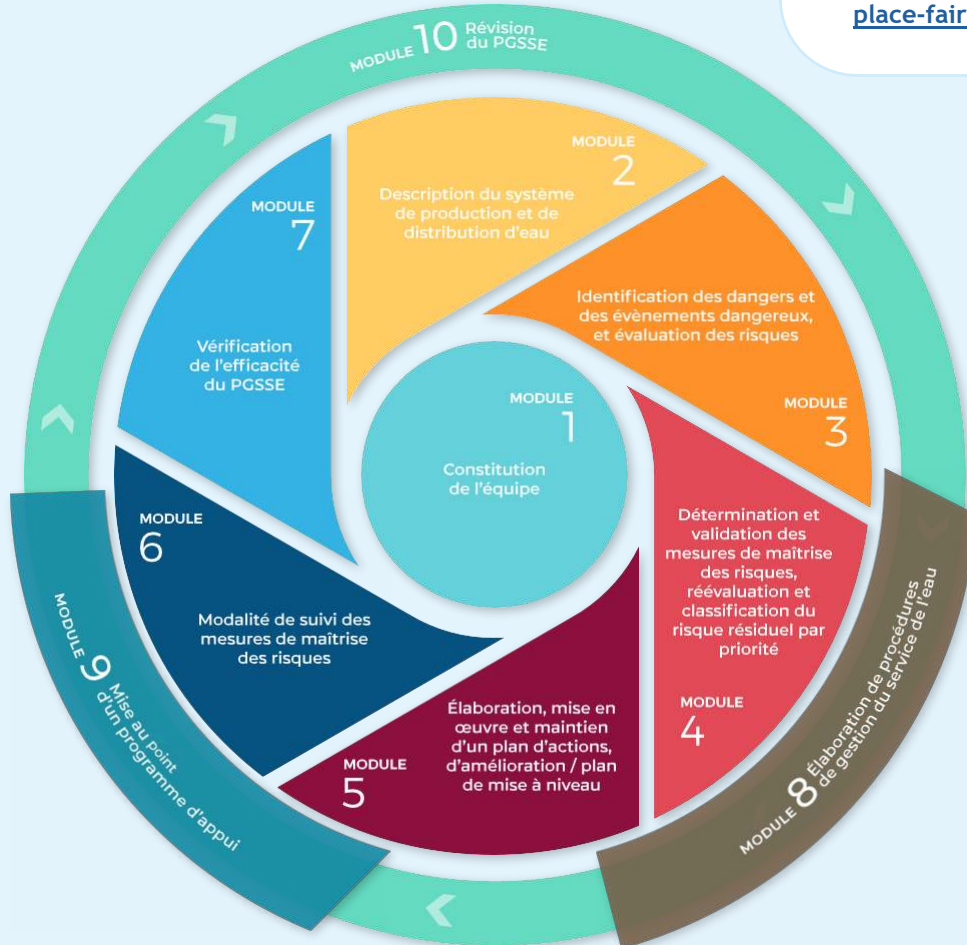 place-fair
MODULE 10 Révision
du PGSSE
MODULE
2
Description du système
de production et de
distribution d'eau
MODULE
7
Vérification
de l'efficacité
du PGSSE
Identification des dangers et
des évènements dangereux,
et évaluation des risques
MODULE
3
MODULE
1
Constitution
de l'équipe
Détermination et
validation des
mesures de maîtrise
des risques,
réévaluation et
classification du
risque résiduel par
priorité
MODULE
4
MODULE
6
Modalité de suivi des
mesures de maîtrise
des risques
Élaboration, mise en
œuvre et maintien
d'un plan d'actions,
d'amélioration / plan
de mise à niveau
MODULE
5
MODULE 8 Élaboration de procédures
de gestion du service de l'eau
MODULE 9 Mise au point
d'un programme d'appui